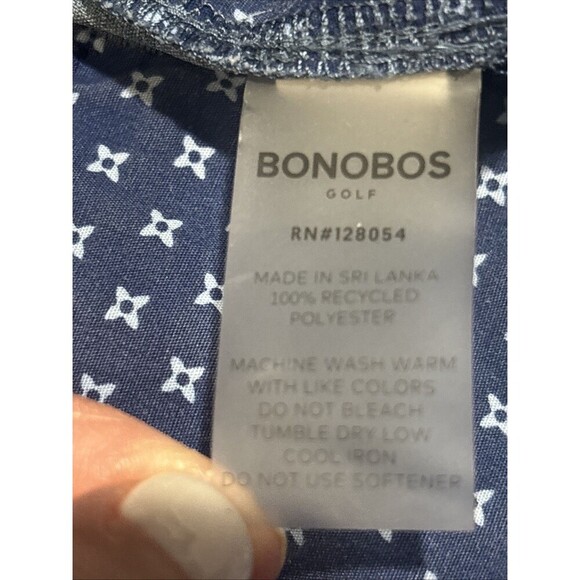 BONOBOS
GOLF
RN#128054
MADE IN SRI LANKA
100% RECYCLED
POLYESTER
MACHINE WASH WARM
WITH LIKE COLORS
DO NOT BLEACH
TUMBLE DRY LOW
COOL IRON
DO NOT USE SOFTENER